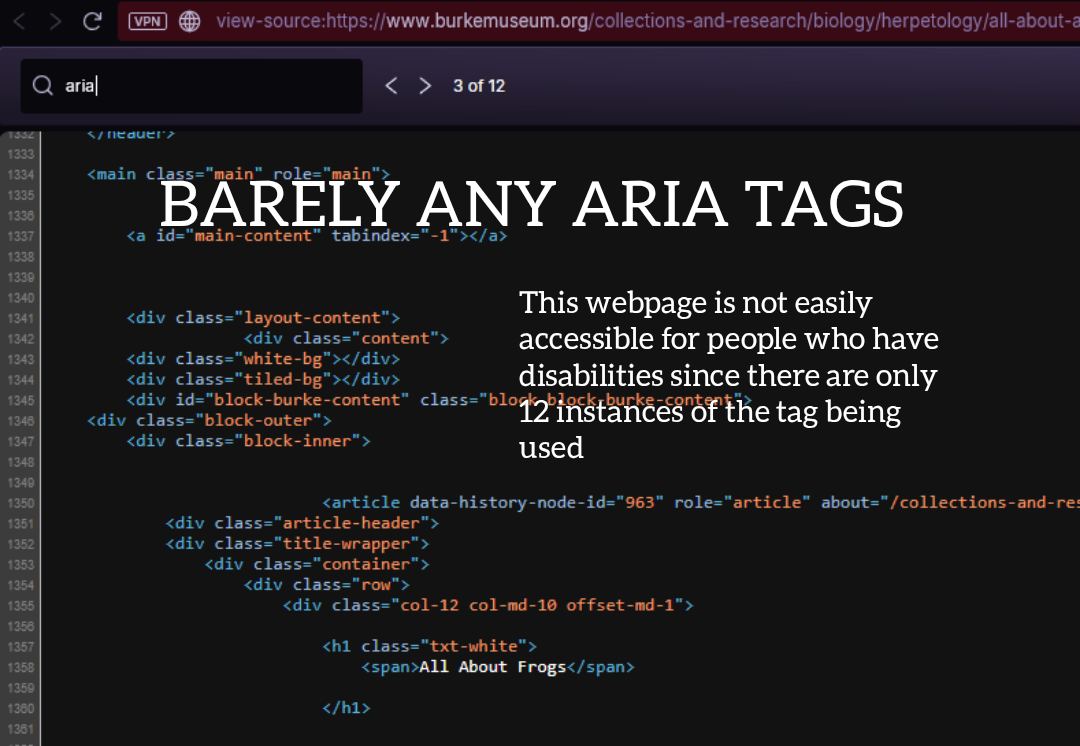 VPN view-source:https://www.burkemuseum.org/collections-and-research/biology/herpetology/all-about-a
aria 3 of 12
1332 </header>
1333
1334 <main class="main" role="main">
BARELY ANY ARIA TAGS
1335
1336
1337 <a id="main-content" tabindex="-1"></a>
1338
1339
1340
This webpage is not easily
accessible for people who have
disabilities since there are only
12 instances of the tag being
used
1341 <div class="layout-content">
1342 <div class="content">
1343 <div class="white-bg"></div>
1344 <div class="tiled-bg"></div>
1345 <div id="block-burke-content" class="block block-burke-content">
1346 <div class="block-outer">
1347 <div class="block-inner">
1348
1349
1350 <article data-history-node-id="963" role="article" about="/collections-and-res
1351 <div class="article-header">
1352 <div class="title-wrapper">
1353 <div class="container">
1354 <div class="row">
1355 <div class="col-12 col-md-10 offset-md-1">
1356
1357 <h1 class="txt-white">
1358 <span>All About Frogs</span>
1359
1360 </h1>
1361